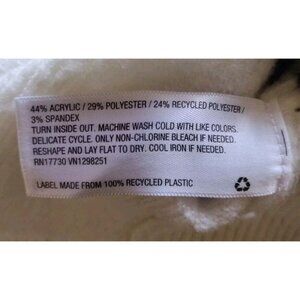 44% ACRYLIC / 29% POLYESTER / 24% RECYCLED POLYESTER /
3% SPANDEX
TURN INSIDE OUT. MACHINE WASH COLD WITH LIKE COLORS.
DELICATE CYCLE. ONLY NON-CHLORINE BLEACH IF NEEDED.
RESHAPE AND LAY FLAT TO DRY. COOL IRON IF NEEDED.
RN17730 VN1298251
LABEL MADE FROM 100% RECYCLED PLASTIC